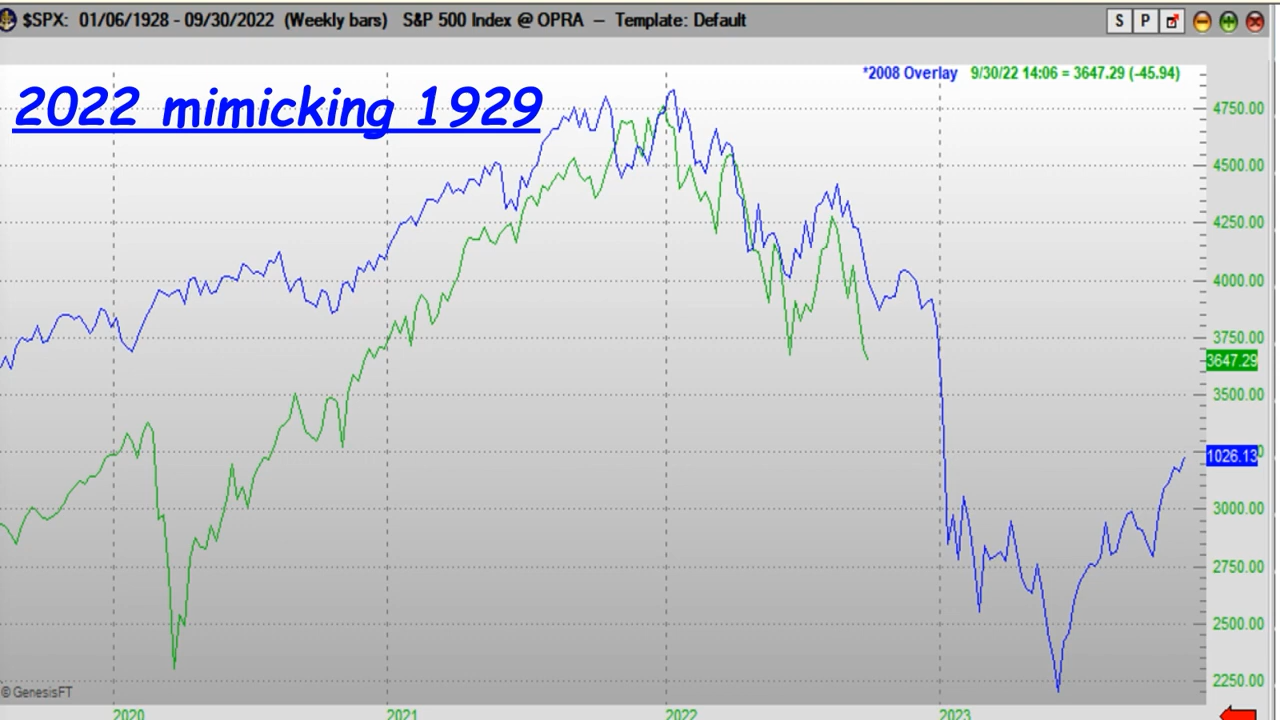 $SPX: 01/06/1928 - 09/30/2022 (Weekly bars) S&P 500 Index @ OPRA – Template: Default
S P
*2008 Overlay 9/30/22 14:06 = 3647.29 (-45.94)
2022 mimicking 1929
4750.00
4500.00
4250.00
4000.00
3750.00
3647.29
3500.00
1026.13
3000.00
2750.00
2500.00
2250.00
© GenesisFT
2020 2021 2022 2023